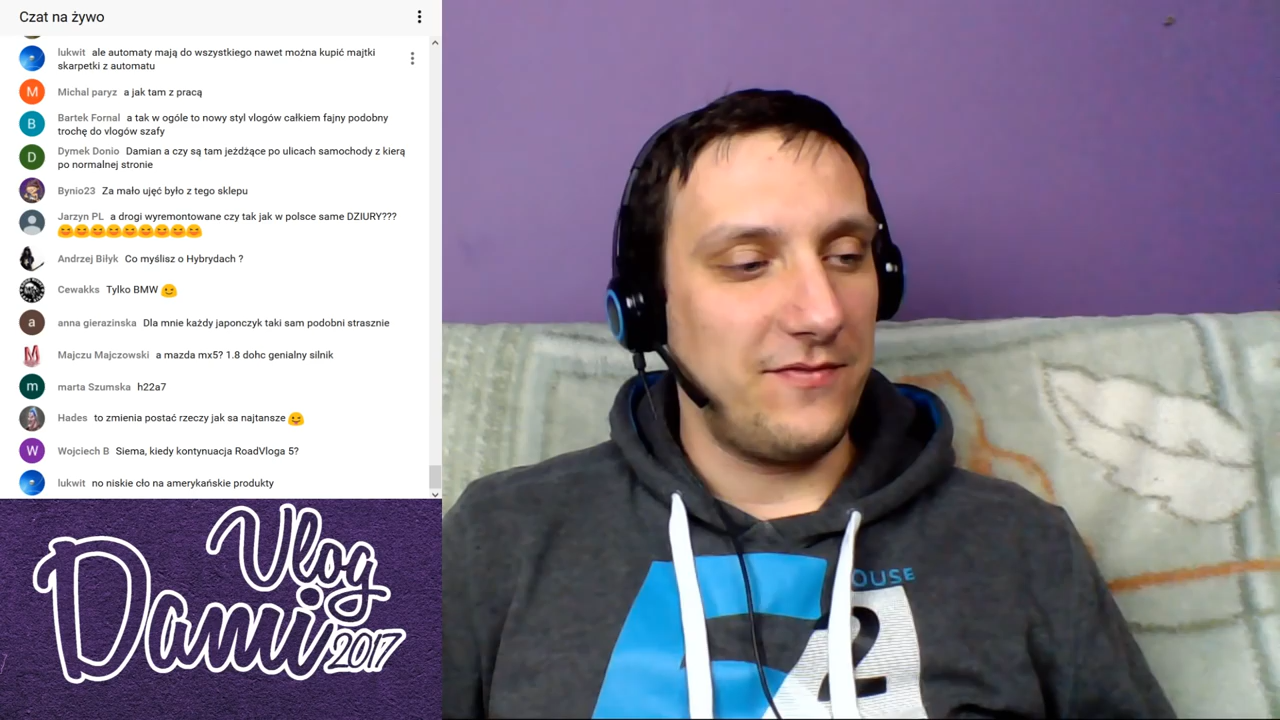 Czat na żywo
lukwit ale automaty mają do wszystkiego nawet można kupić majtki
skarpetki z automatu
M
Michal paryz a jak tam z pracą
B
Bartek Fornal a tak w ogóle to nowy styl vlogów całkiem fajny podobny
trochę do vlogów szafy
D
Dymek Donio Damian a czy są tam jeżdżące po ulicach samochody z kierą
po normalnej stronie
Bynio23 Za mało ujęć było z tego sklepu
Jarzyn PL a drogi wyremontowane czy tak jak w polsce same DZIURY???
Andrzej Biłyk Co myślisz o Hybrydach ?
Cewakks Tylko BMW
a
anna gierazinska Dla mnie każdy japonczyk taki sam podobni strasznie
M
Majczu Majczowski a mazda mx5? 1.8 dohc genialny silnik
m
marta Szumska h22a7
Hades to zmienia postać rzeczy jak sa najtansze
W
Wojciech B Siema, kiedy kontynuacja RoadVloga 5?
lukwit no niskie cło na amerykańskie produkty
Vlog
Dami
2017
OUSE
2